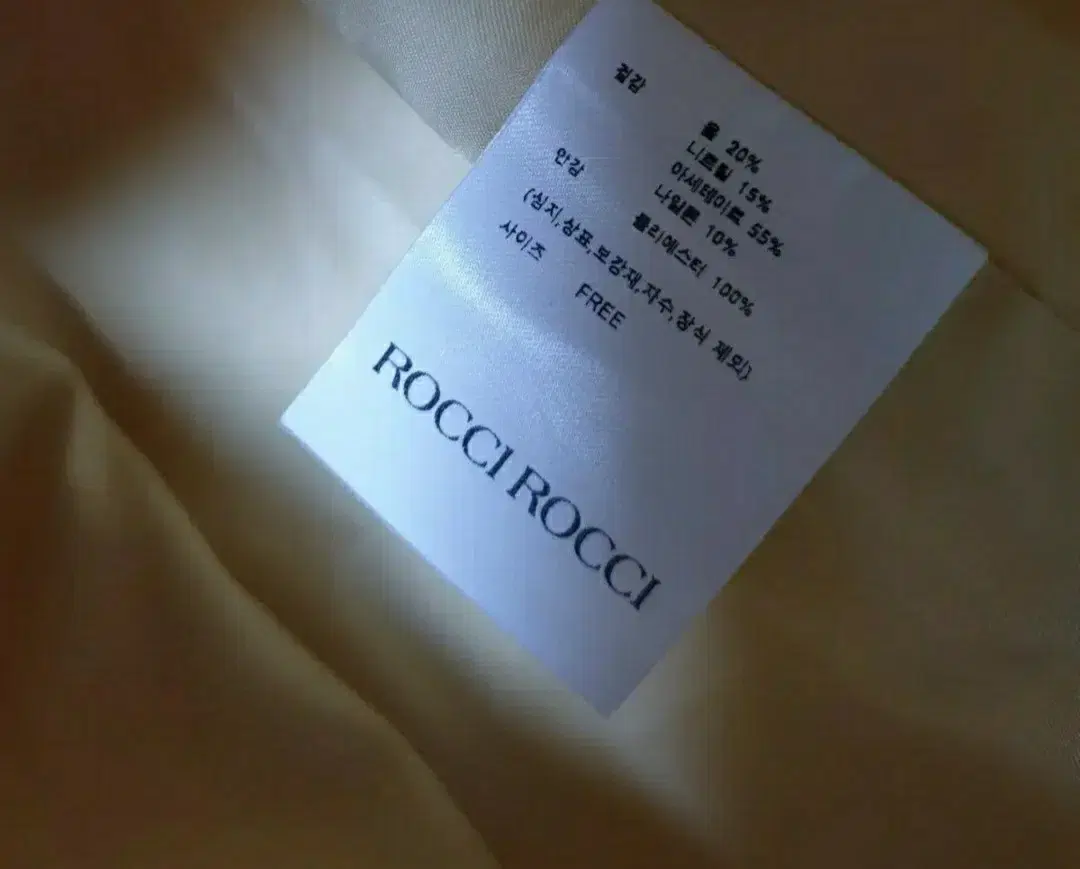 겉감 울 20%
니트릴 15%
아세테이트 55%
나일론 10%
안감 폴리에스터 100%
(심지,상표,보강재,자수,장식 제외)
사이즈 FREE
ROCCI ROCCI